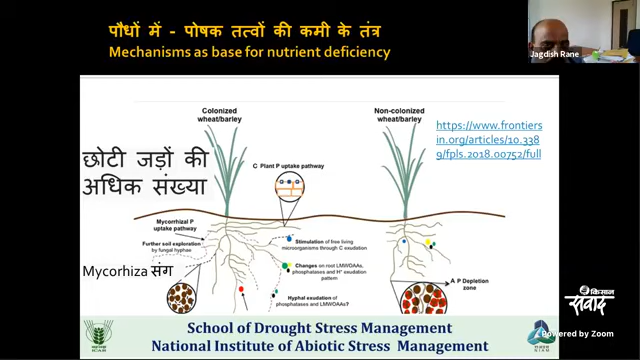 पौधों में - पोषक तत्वों की कमी के तंत्र
Mechanisms as base for nutrient deficiency
Jagdish Rane
Colonized
wheat/barley
Non-colonized
wheat/barley
https://www.frontiers
in.org/articles/10.338
9/fpls.2018.00752/full
छोटी जड़ों की
अधिक संख्या
C Plant P uptake pathway
Mycorrhizal P
uptake pathway
Further soil exploration
by fungal hyphae
Stimulation of free living
microorganisms through C exudation
Mycorhiza संग
Changes on root LMWOAAs,
phosphatases and H⁺ exudation
pattern
A P Depletion
zone
Hyphal exudation of
phosphatases and LMWOAAs?
किसान
संवाद
Powered by Zoom
School of Drought Stress Management
National Institute of Abiotic Stress Management
ICAR